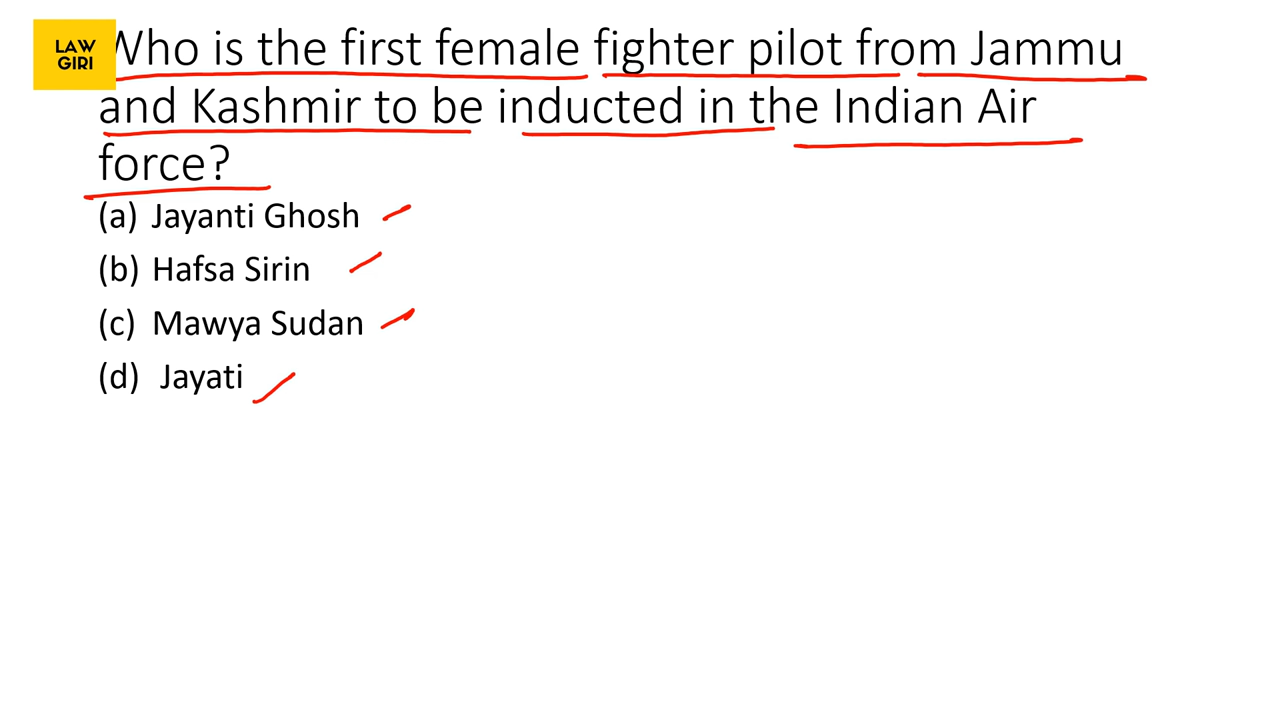 LAW
GIRI
Who is the first female fighter pilot from Jammu
and Kashmir to be inducted in the Indian Air
force?
(a) Jayanti Ghosh
(b) Hafsa Sirin
(c) Mawya Sudan
(d) Jayati